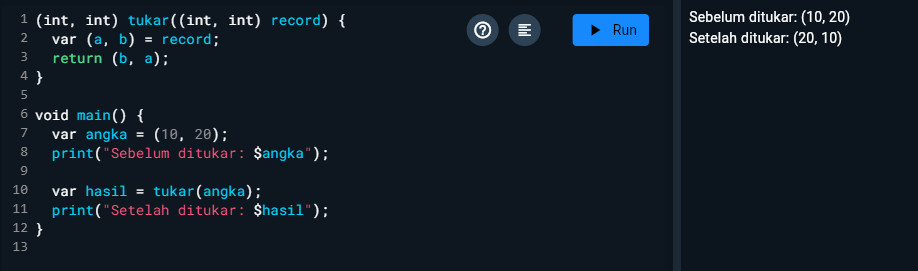 1 (int, int) tukar((int, int) record) {
2   var (a, b) = record;
3   return (b, a);
4 }
5
6 void main() {
7   var angka = (10, 20);
8   print("Sebelum ditukar: $angka");
9
10   var hasil = tukar(angka);
11   print("Setelah ditukar: $hasil");
12 }
13
Run
Sebelum ditukar: (10, 20)
Setelah ditukar: (20, 10)